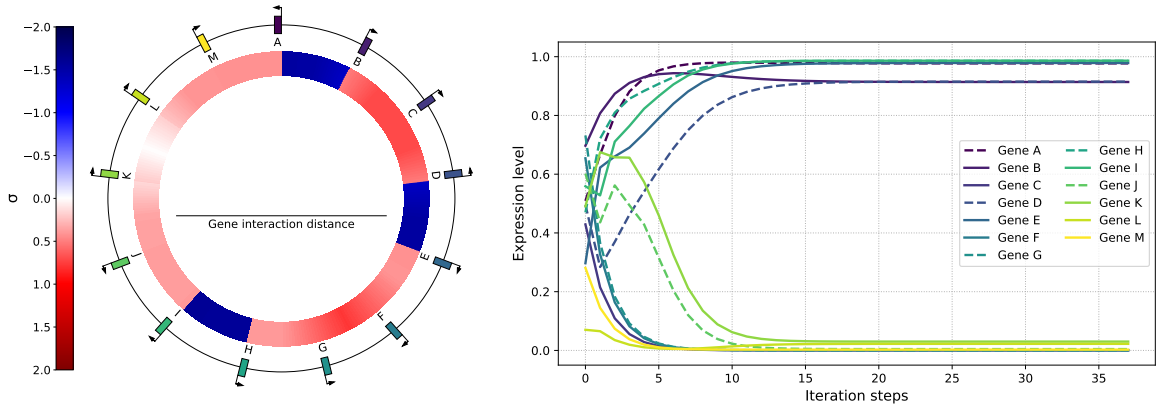 −2.0
−1.5
−1.0
−0.5
0.0
0.5
1.0
1.5
2.0
σ
A
B
C
D
E
F
G
H
I
J
K
L
M
Gene interaction distance
1.0
0.8
0.6
0.4
0.2
0.0
Expression level
0
5
10
15
20
25
30
35
Iteration steps
Gene A
Gene B
Gene C
Gene D
Gene E
Gene F
Gene G
Gene H
Gene I
Gene J
Gene K
Gene L
Gene M